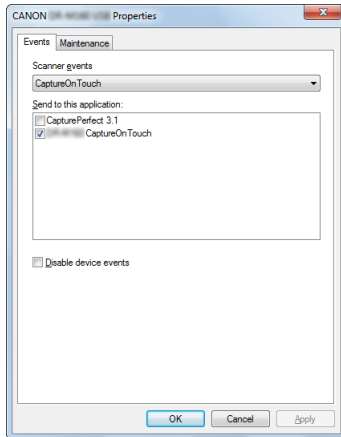 CANON Properties
Events Maintenance
Scanner events
CaptureOnTouch
Send to this application:
CapturePerfect 3.1
CaptureOnTouch
Disable device events
OK Cancel Apply